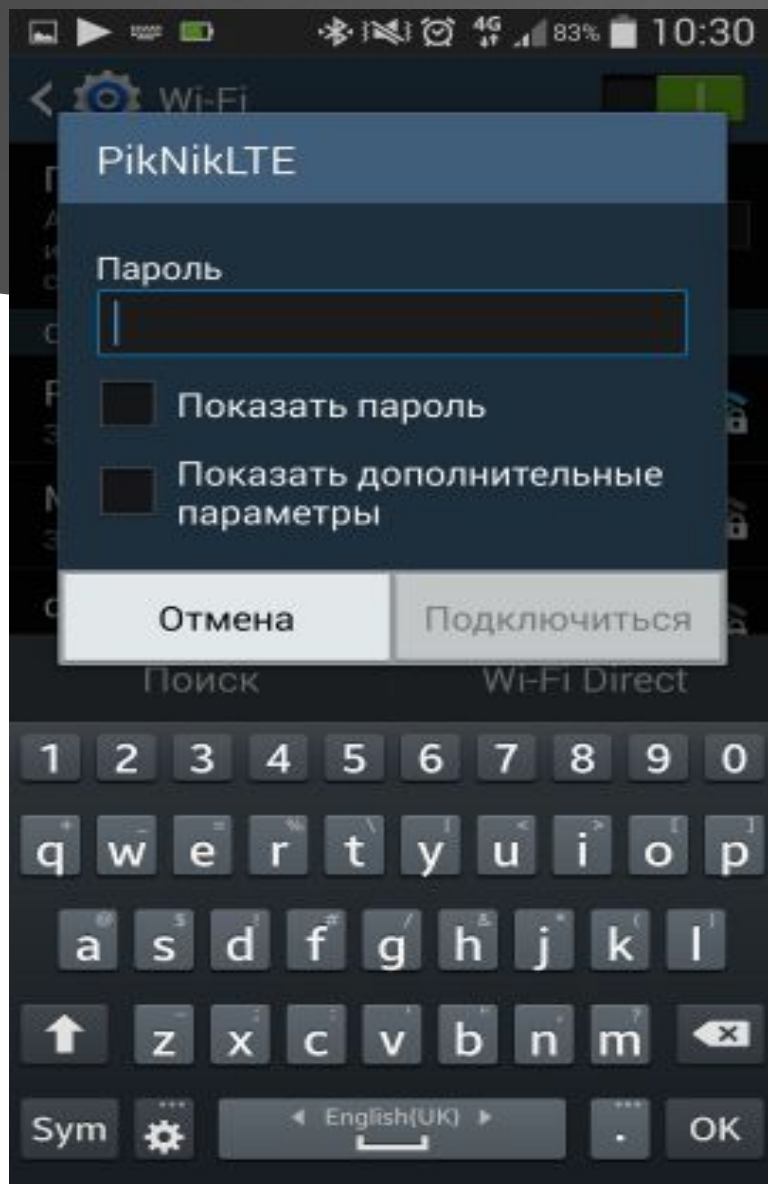 4G 83% 10:30
Wi-Fi
PikNikLTE
Пароль
Показать пароль
Показать дополнительные
параметры
Отмена Подключиться
Поиск Wi-Fi Direct
1 2 3 4 5 6 7 8 9 0
q w e r t y u i o p
a s d f g h j k l
z x c v b n m
Sym English(UK) . OK